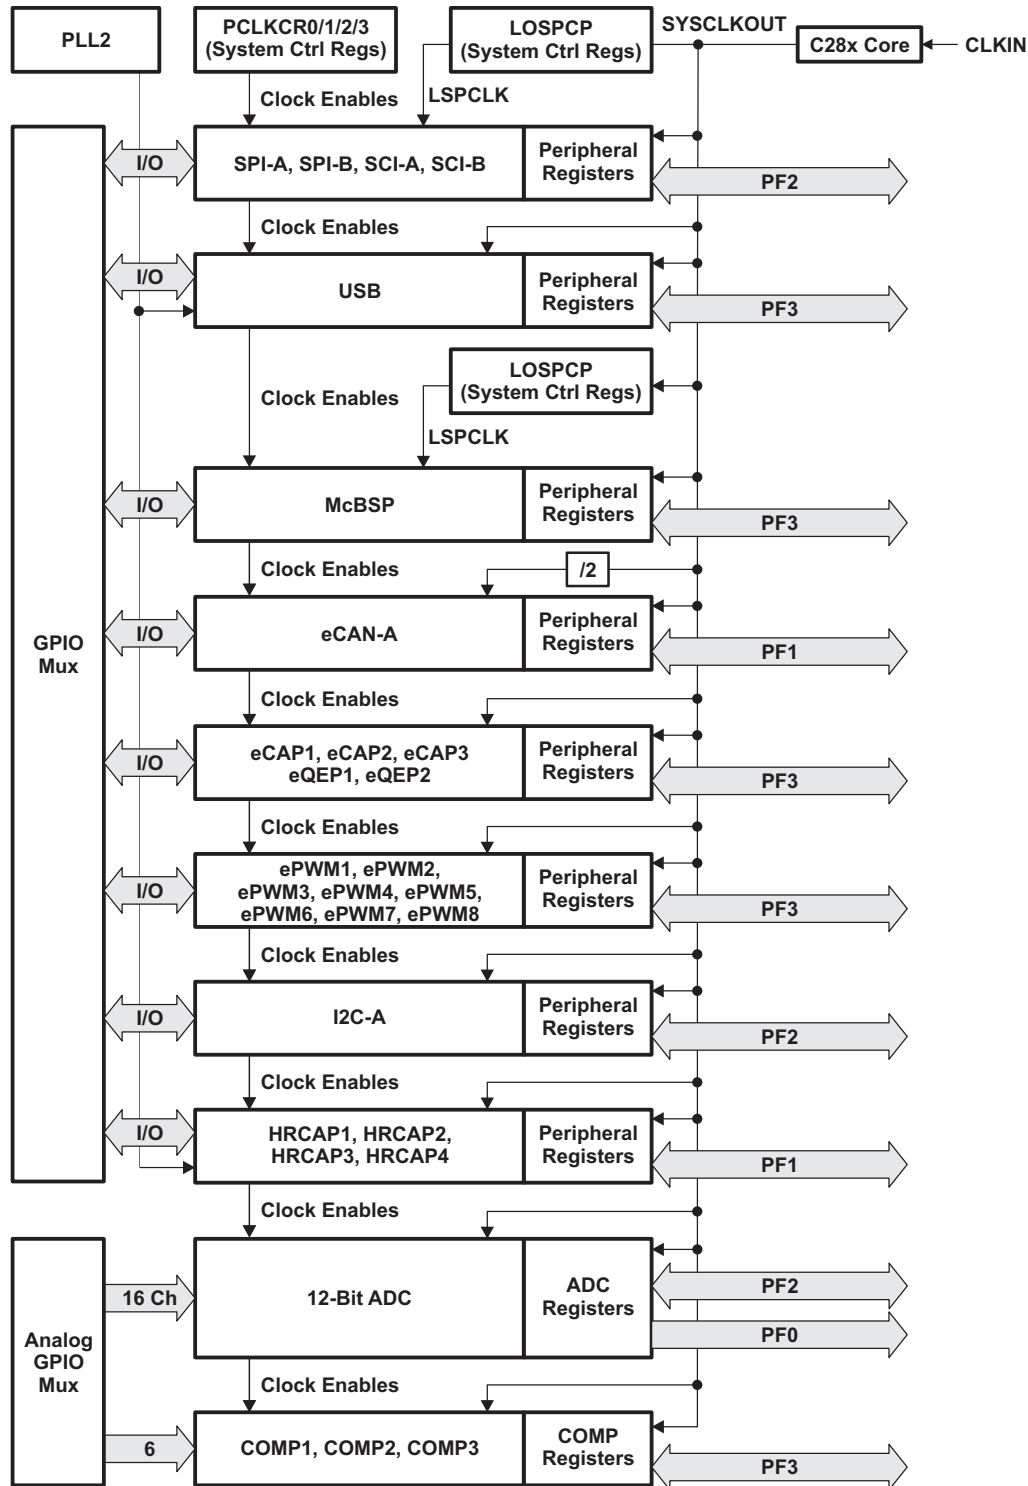 PLL2
PCLKCR0/1/2/3
(System Ctrl Regs)
LOSPCP
(System Ctrl Regs)
SYSCLKOUT
C28x Core
CLKIN
Clock Enables
LSPCLK
I/O
SPI-A, SPI-B, SCI-A, SCI-B
Peripheral
Registers
PF2
Clock Enables
I/O
USB
Peripheral
Registers
PF3
LOSPCP
(System Ctrl Regs)
Clock Enables
LSPCLK
I/O
McBSP
Peripheral
Registers
PF3
Clock Enables
/2
GPIO
Mux
I/O
eCAN-A
Peripheral
Registers
PF1
Clock Enables
I/O
eCAP1, eCAP2, eCAP3
eQEP1, eQEP2
Peripheral
Registers
PF3
Clock Enables
I/O
ePWM1, ePWM2,
ePWM3, ePWM4, ePWM5,
ePWM6, ePWM7, ePWM8
Peripheral
Registers
PF3
Clock Enables
I/O
I2C-A
Peripheral
Registers
PF2
Clock Enables
I/O
HRCAP1, HRCAP2,
HRCAP3, HRCAP4
Peripheral
Registers
PF1
Clock Enables
Analog
GPIO
Mux
16 Ch
12-Bit ADC
ADC
Registers
PF2
PF0
Clock Enables
6
COMP1, COMP2, COMP3
COMP
Registers
PF3